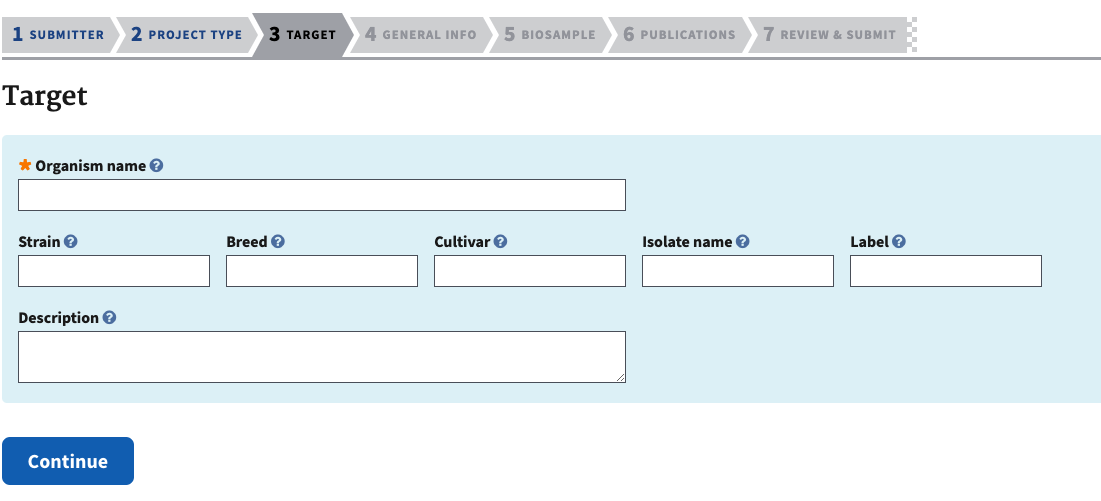 1 SUBMITTER 2 PROJECT TYPE 3 TARGET 4 GENERAL INFO 5 BIOSAMPLE 6 PUBLICATIONS 7 REVIEW & SUBMIT
Target
* Organism name ?
Strain ? Breed ? Cultivar ? Isolate name ? Label ?
Description ?
Continue